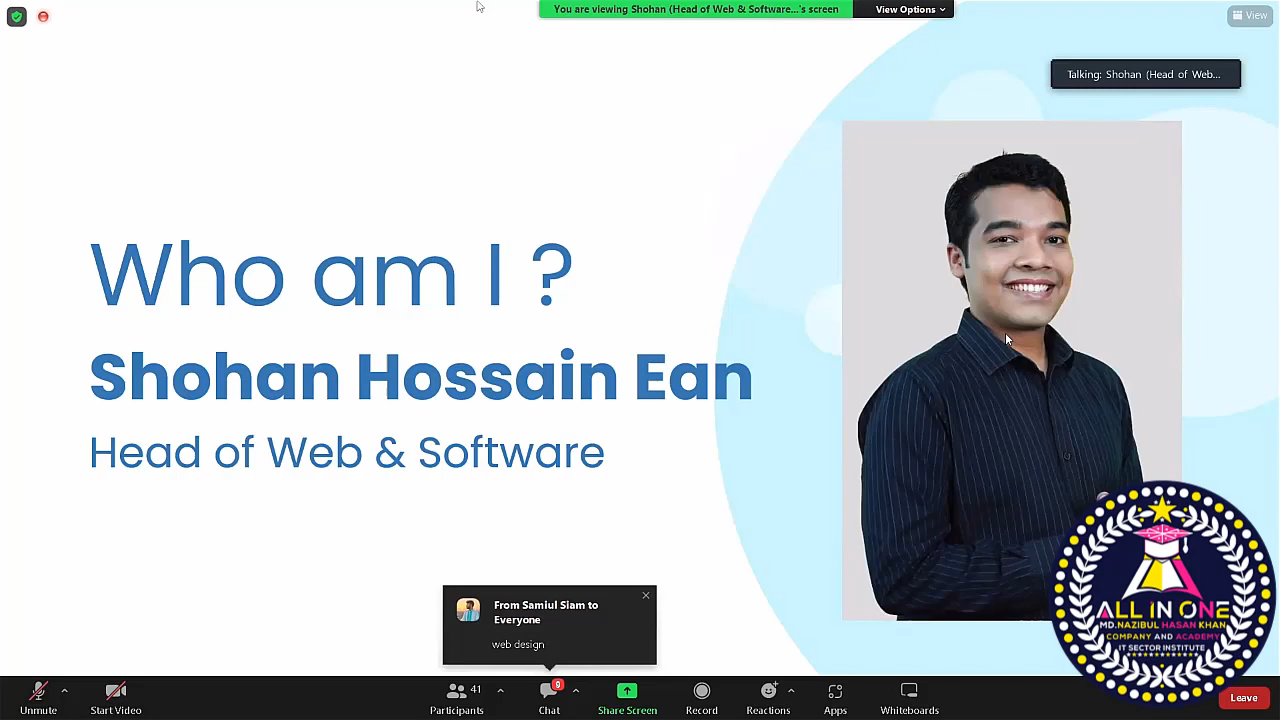 You are viewing Shohan (Head of Web & Software...'s screen
View Options
View
Talking: Shohan (Head of Web...
Who am I ?
Shohan Hossain Ean
Head of Web & Software
From Samiul Siam to
Everyone
web design
ALL IN ONE
MD.NAZIBUL HASAN KHAN
COMPANY AND ACADEMY
IT SECTOR INSTITUTE
Unmute
Start Video
41
Participants
9
Chat
Share Screen
Record
Reactions
Apps
Whiteboards
Leave